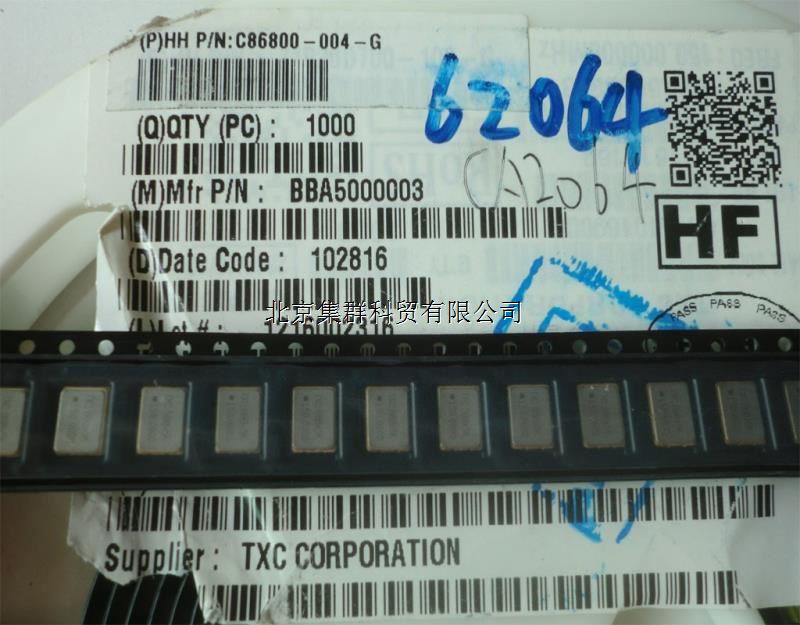 (P)HH P/N:C86800-004-G
62064
(Q)QTY (PC) : 1000
CA2064
(M)Mfr P/N : BBA5000003
HF
(D)Date Code : 102816
PASS PASS PASS
北京集群科贸有限公司
Supplier : TXC CORPORATION